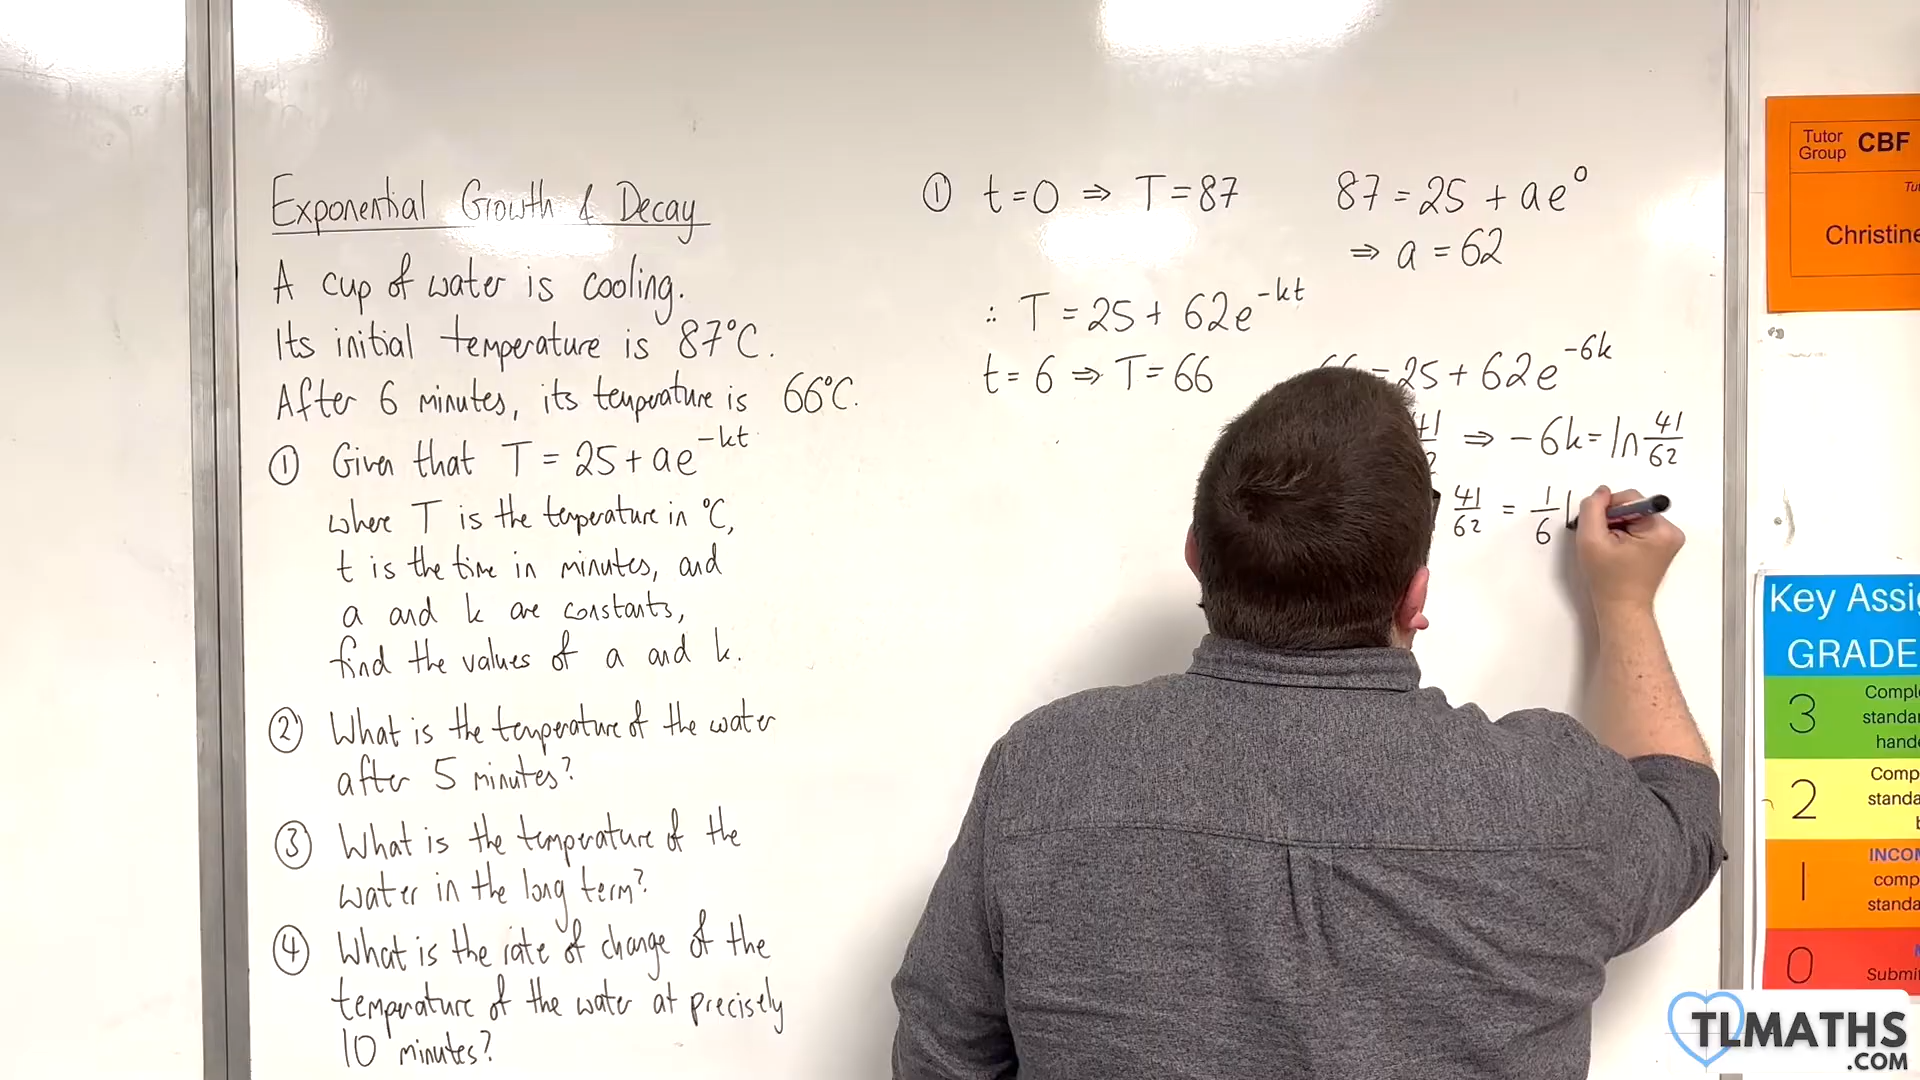 Exponential Growth & Decay
A cup of water is cooling.
Its initial temperature is 87°C.
After 6 minutes, its temperature is 66°C.
① Given that T = 25 + ae^{-kt}
where T is the temperature in °C,
t is the time in minutes, and
a and k are constants,
find the values of a and k.
② What is the temperature of the water
after 5 minutes?
③ What is the temperature of the
water in the long term?
④ What is the rate of change of the
temperature of the water at precisely
10 minutes?
① t = 0 ⇒ T = 87 87 = 25 + ae^0
⇒ a = 62
∴ T = 25 + 62e^{-kt}
t = 6 ⇒ T = 66 66 = 25 + 62e^{-6k}
⇒ -6k = ln 41/62
41/62 = 1/6
Tutor
Group CBF
Christine
Key Assi
GRADE
3
Compl
standa
hand
2
Comp
standa
1
INCO
comp
standa
0
Submi
TLMATHS
.COM